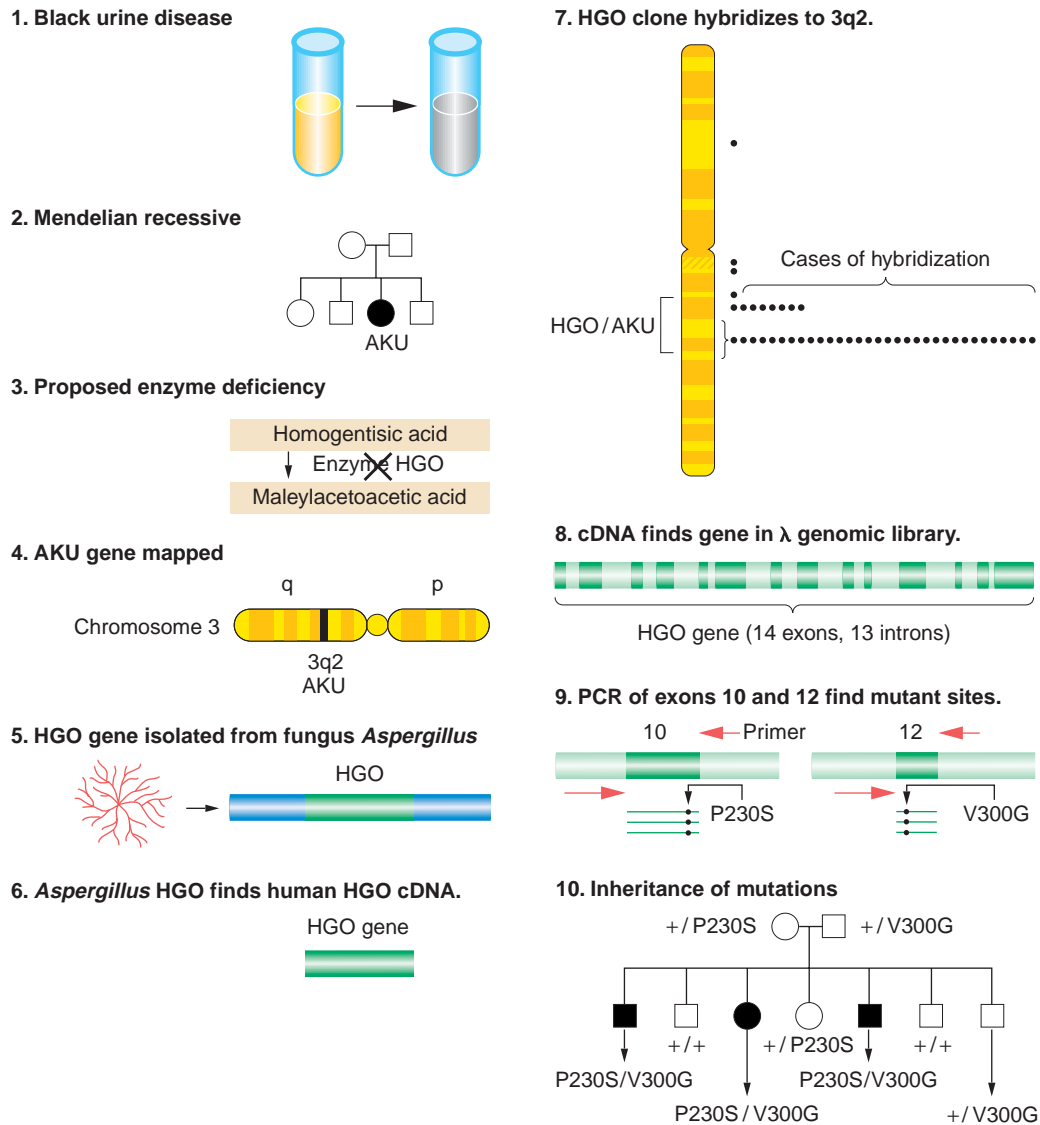 1. Black urine disease
2. Mendelian recessive
AKU
3. Proposed enzyme deficiency
Homogentisic acid
Enzyme HGO
Maleylacetoacetic acid
4. AKU gene mapped
q p
Chromosome 3
3q2
AKU
5. HGO gene isolated from fungus Aspergillus
HGO
6. Aspergillus HGO finds human HGO cDNA.
HGO gene
7. HGO clone hybridizes to 3q2.
Cases of hybridization
HGO/AKU
8. cDNA finds gene in λ genomic library.
HGO gene (14 exons, 13 introns)
9. PCR of exons 10 and 12 find mutant sites.
10 Primer 12
P230S V300G
10. Inheritance of mutations
+/P230S +/V300G
+/+ +/P230S +/+
P230S/V300G P230S/V300G
P230S/V300G +/V300G